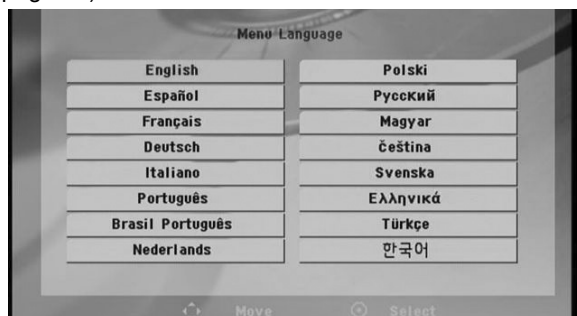 Menu Language
English
Español
Français
Deutsch
Italiano
Português
Brasil Português
Nederlands
Polski
Русский
Magyar
čeština
Svenska
Ελληνικά
Türkçe
한국어
Move
Select